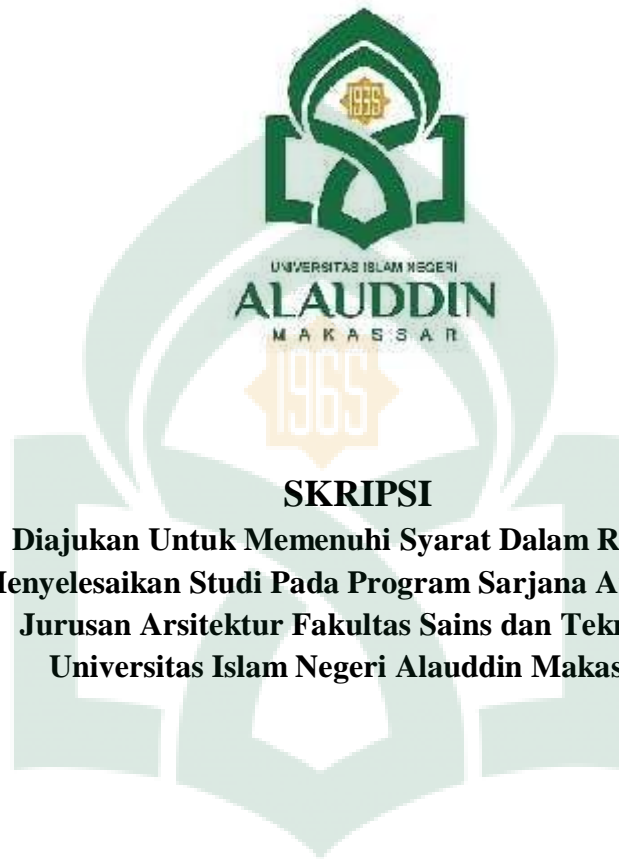 1965
UNIVERSITAS ISLAM NEGERI
ALAUDDIN
MAKASSAR
1965
SKRIPSI
Diajukan Untuk Memenuhi Syarat Dalam R
Menyelesaikan Studi Pada Program Sarjana A
Jurusan Arsitektur Fakultas Sains dan Tekn
Universitas Islam Negeri Alauddin Makas